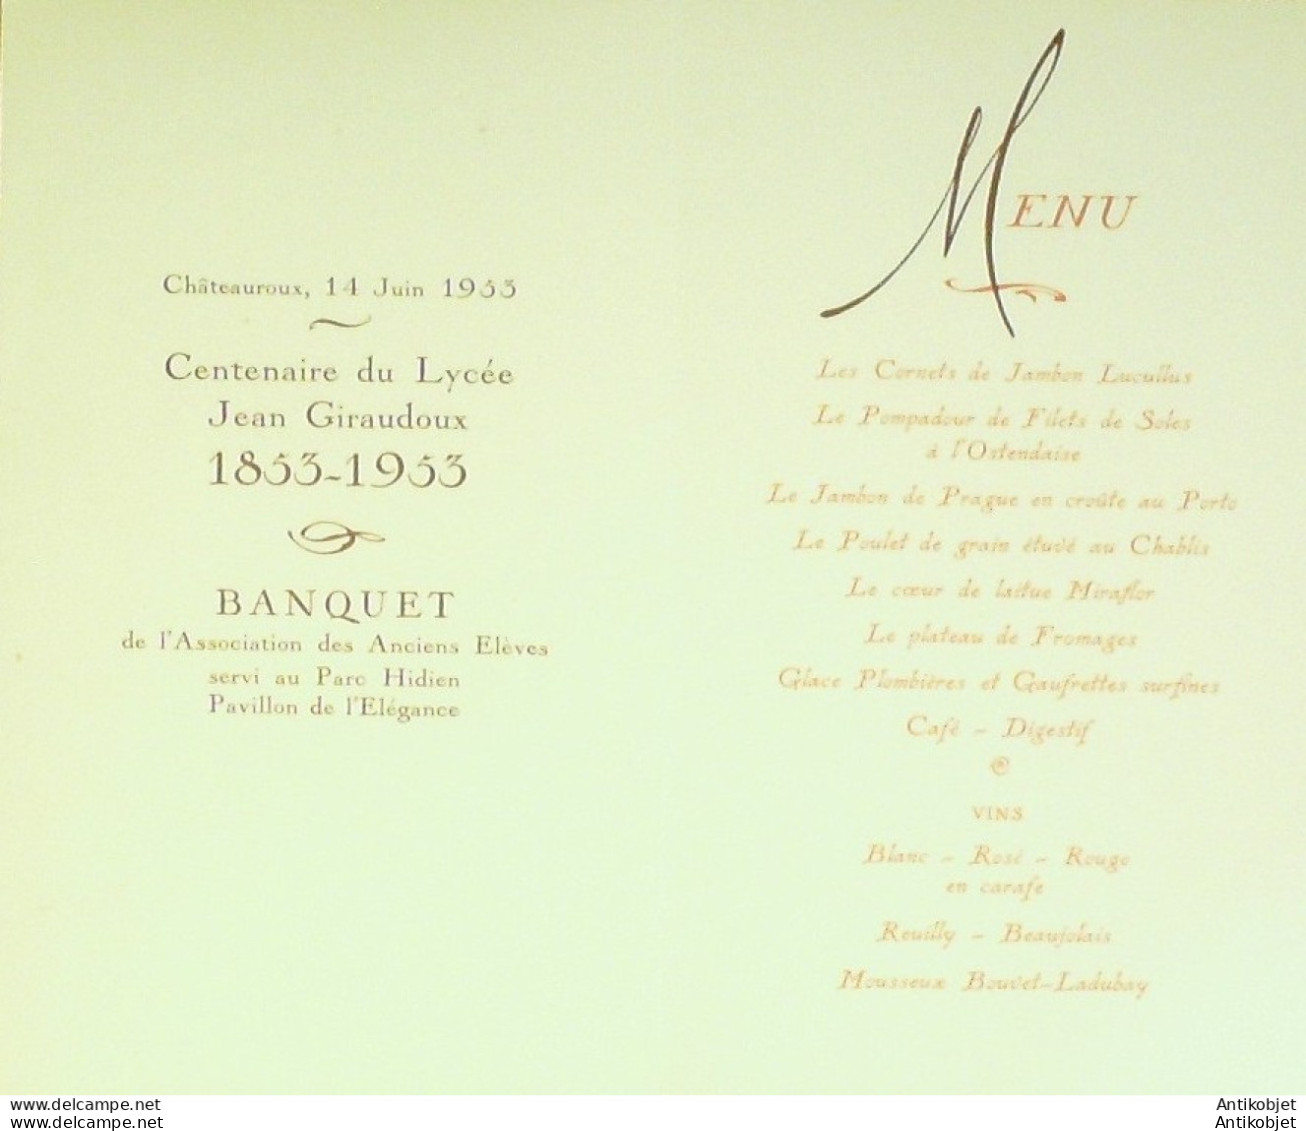 Châteauroux, 14 Juin 1953
Centenaire du Lycée
Jean Giraudoux
1853-1953
BANQUET
de l'Association des Anciens Elèves
servi au Parc Hidien
Pavillon de l'Elégance
MENU
Les Cornets de Jambon Lucullus
Le Pompadour de Filets de Soles
à l'Ostendaise
Le Jambon de Prague en croûte au Porto
Le Poulet de grain étuvé au Chablis
Le cœur de laitue Miraflor
Le plateau de Fromages
Glace Plombières et Gaufrettes surfines
Café - Digestif
VINS
Blanc - Rosé - Rouge
en carafe
Reuilly - Beaujolais
Mousseux Bouvet-Ladubay
www.delcampe.net
www.delcampe.net
Antikobjet
Antikobjet